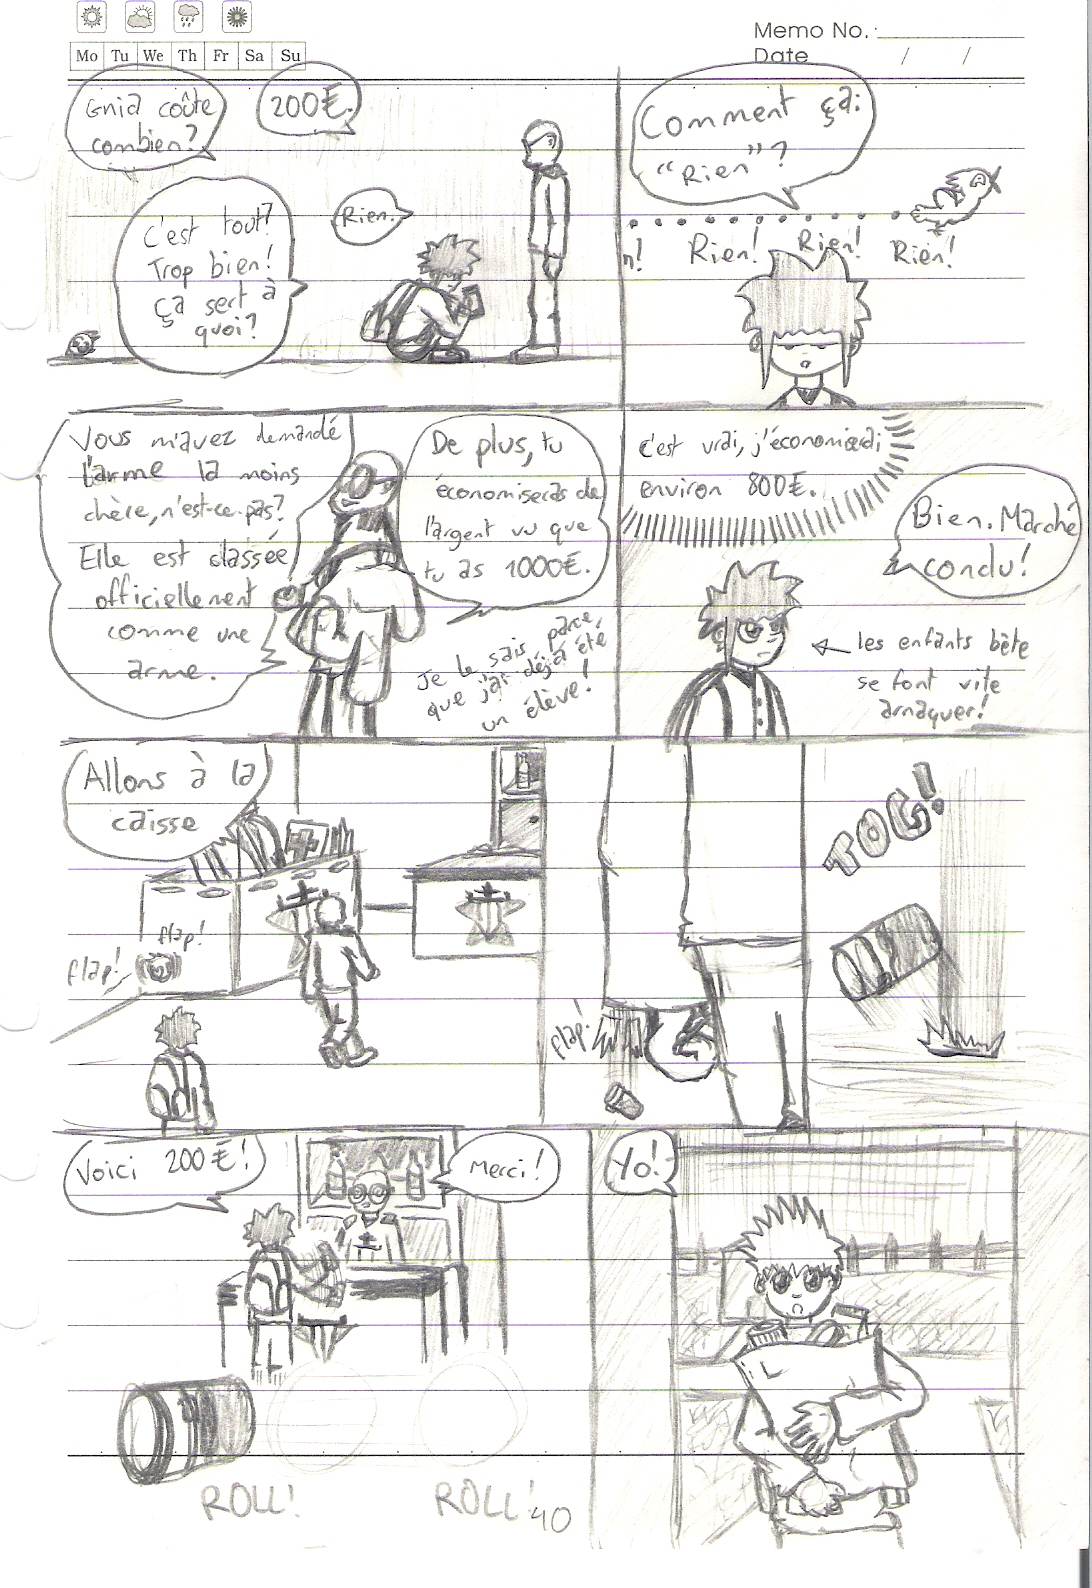 Memo No.
Mo Tu We Th Fr Sa Su
Date / /
Gnid coûte
combien?
200€.
C'est tout?
Trop bien!
Ça sert à
quoi?
Rien.
Comment ça:
"Rien"?
n! Rien! Rien! Rien!
Vous m'avez demandé
l'arme la moins
chère, n'est-ce-pas?
Elle est classée
officiellement
comme une
arme.
De plus, tu
économiseras de
l'argent vu que
tu as 1000€.
Je le sais parce
que j'ai déjà été
un élève!
C'est vrai, j'économiserai
environ 800€.
Bien. Marché
conclu!
les enfants bête
se font vite
arnaquer!
Allons à la
caisse
flap!
flap!
flap!
TOG!
Voici 200€!
Merci!
Yo!
ROLL!
ROLL!
40